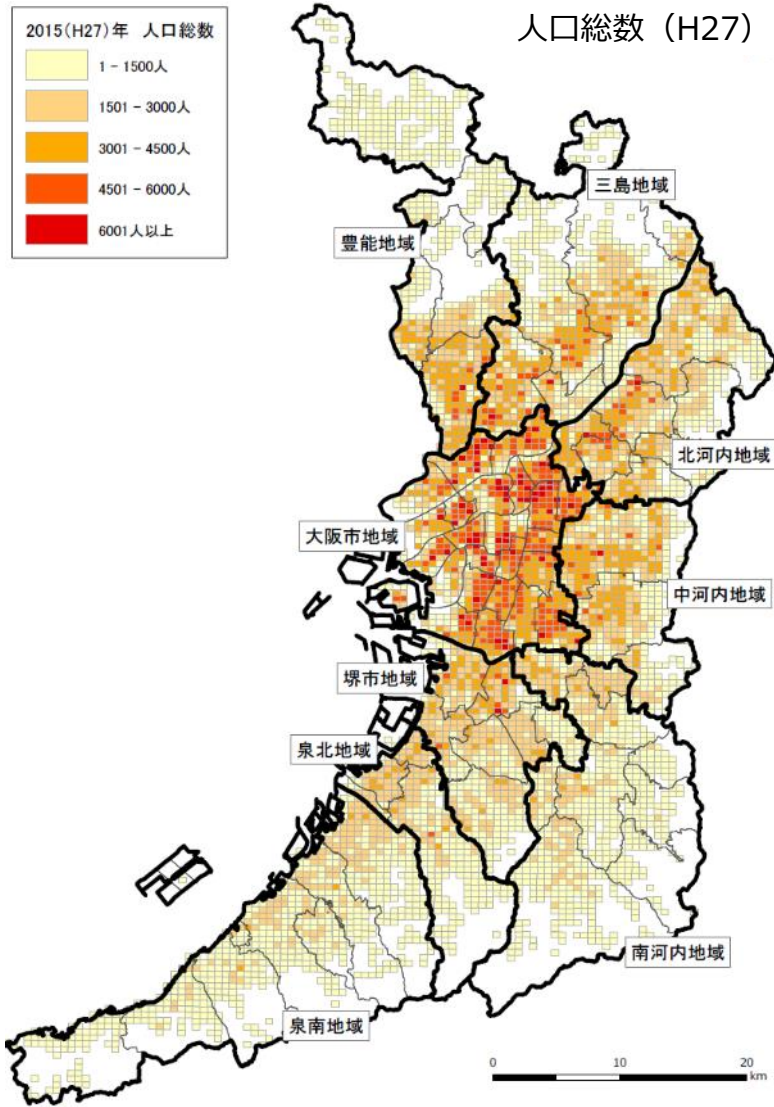 人口総数（H27）
2015(H27)年 人口総数
1 - 1500人
1501 - 3000人
3001 - 4500人
4501 - 6000人
6001人以上
三島地域
豊能地域
北河内地域
大阪市地域
中河内地域
堺市地域
泉北地域
南河内地域
泉南地域
0 10 20
km